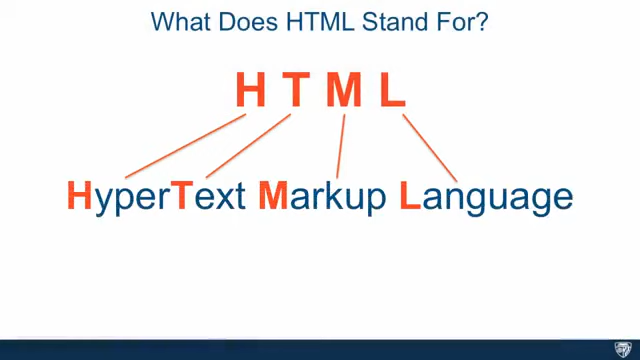 What Does HTML Stand For?
H T M L
HyperText Markup Language